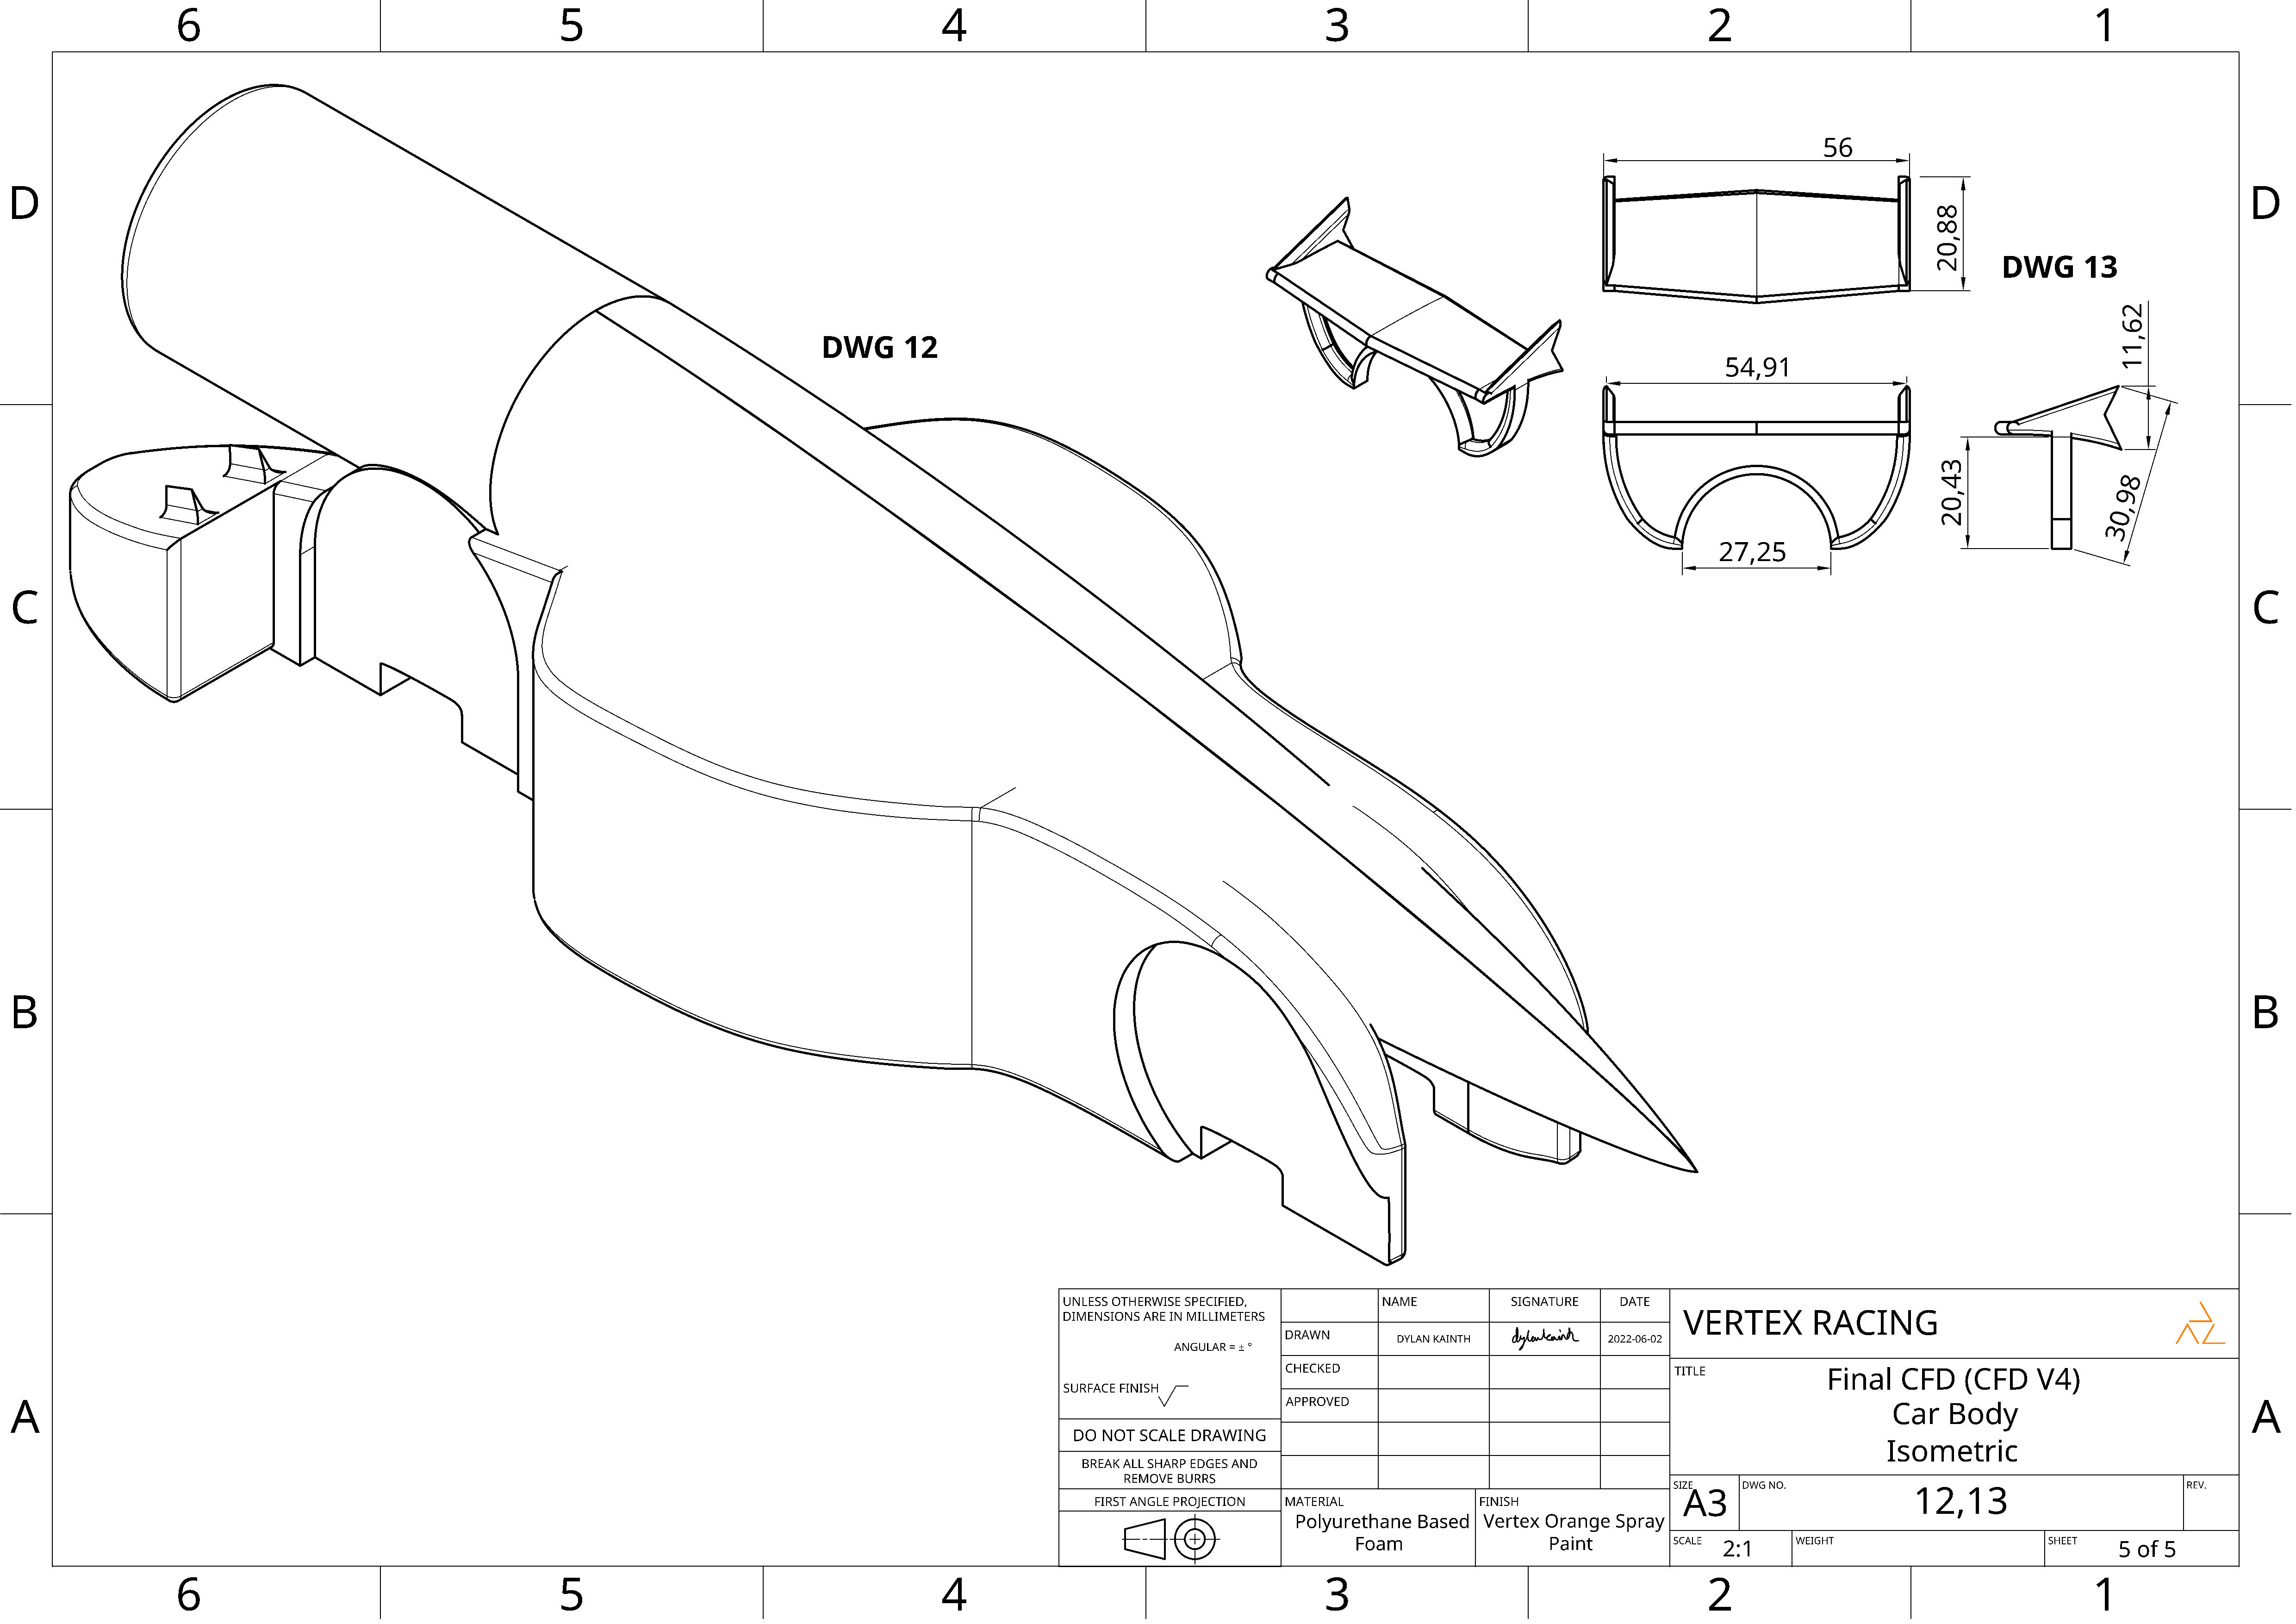 6 5 4 3 2 1
D D
C C
B B
A A
DWG 12
56
20,88
DWG 13
54,91
27,25
11,62
20,43
30,98
UNLESS OTHERWISE SPECIFIED,
DIMENSIONS ARE IN MILLIMETERS
ANGULAR = ± °
SURFACE FINISH
DO NOT SCALE DRAWING
BREAK ALL SHARP EDGES AND
REMOVE BURRS
FIRST ANGLE PROJECTION
NAME SIGNATURE DATE
DRAWN DYLAN KAINTH dylankainth 2022-06-02
CHECKED
APPROVED
MATERIAL
Polyurethane Based
Foam
FINISH
Vertex Orange Spray
Paint
VERTEX RACING
TITLE
Final CFD (CFD V4)
Car Body
Isometric
SIZE
A3
DWG NO.
12,13
REV.
SCALE
2:1
WEIGHT
SHEET
5 of 5
6 5 4 3 2 1